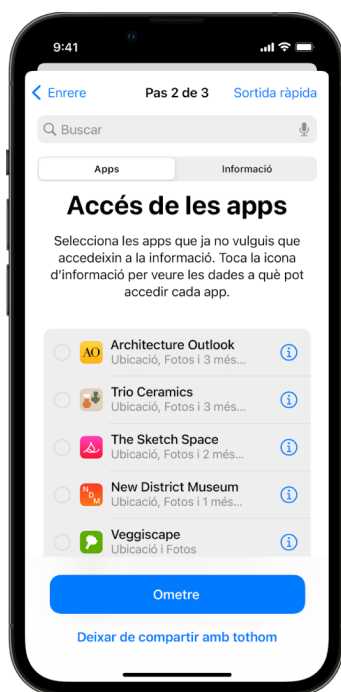 9:41
Enrere Pas 2 de 3 Sortida ràpida
Buscar
Apps Informació
Accés de les apps
Selecciona les apps que ja no vulguis que
accedeixin a la informació. Toca la icona
d'informació per veure les dades a què pot
accedir cada app.
AO Architecture Outlook
Ubicació, Fotos i 3 més...
Trio Ceramics
Ubicació, Fotos i 3 més...
The Sketch Space
Ubicació, Fotos i 2 més...
NDM New District Museum
Ubicació, Fotos i 1 més...
Veggiscape
Ubicació i Fotos
Ometre
Deixar de compartir amb tothom